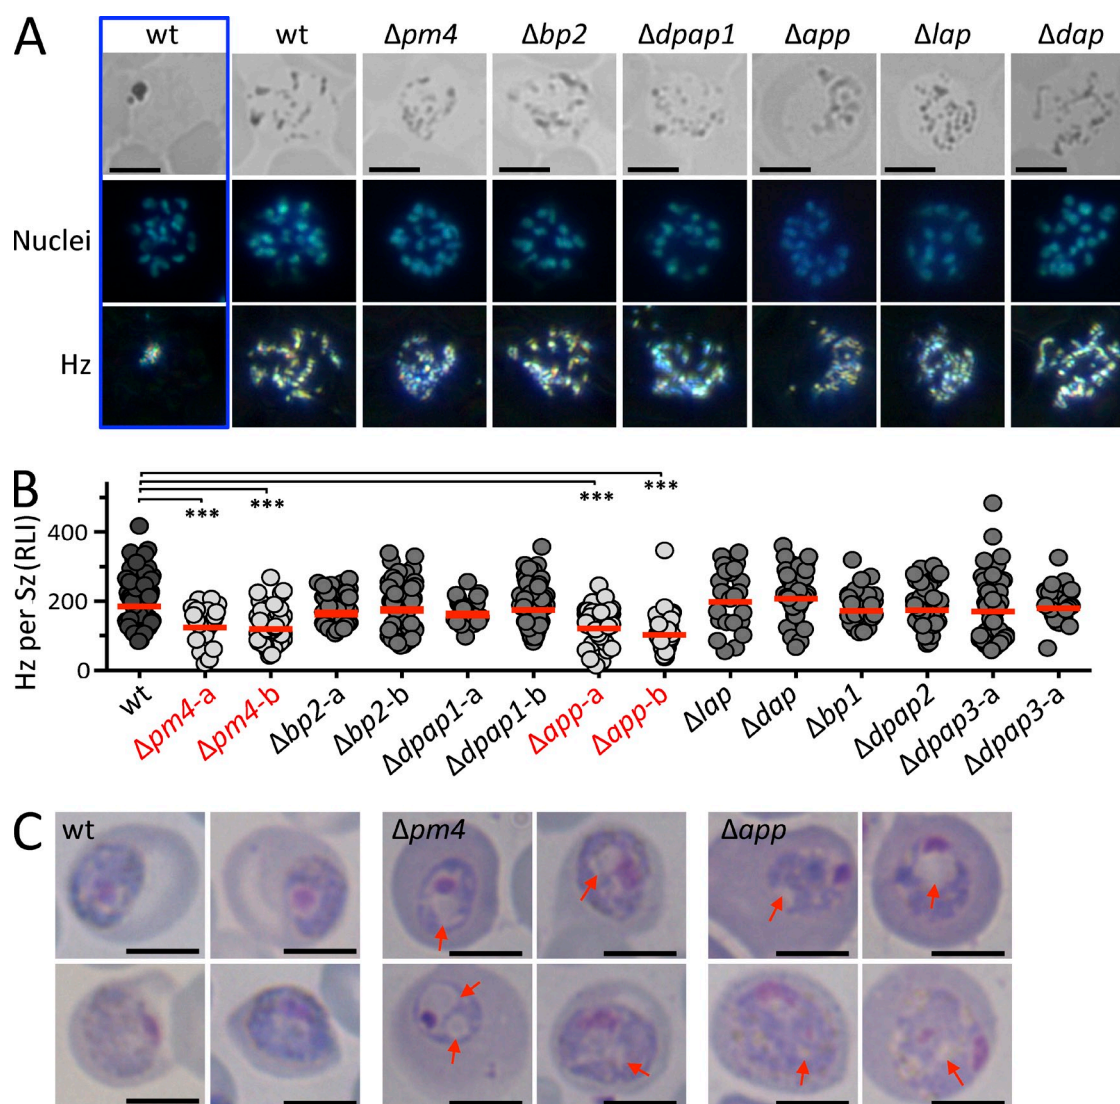 A
wt wt Δpm4 Δbp2 Δdpap1 Δapp Δlap Δdap
Nuclei
Hz
B
*** *** *** ***
Hz per Sz (RLI)
400
200
0
wt Δpm4-a Δpm4-b Δbp2-a Δbp2-b Δdpap1-a Δdpap1-b Δapp-a Δapp-b Δlap Δdap Δbp1 Δdpap2 Δdpap3-a Δdpap3-a
C
wt Δpm4 Δapp